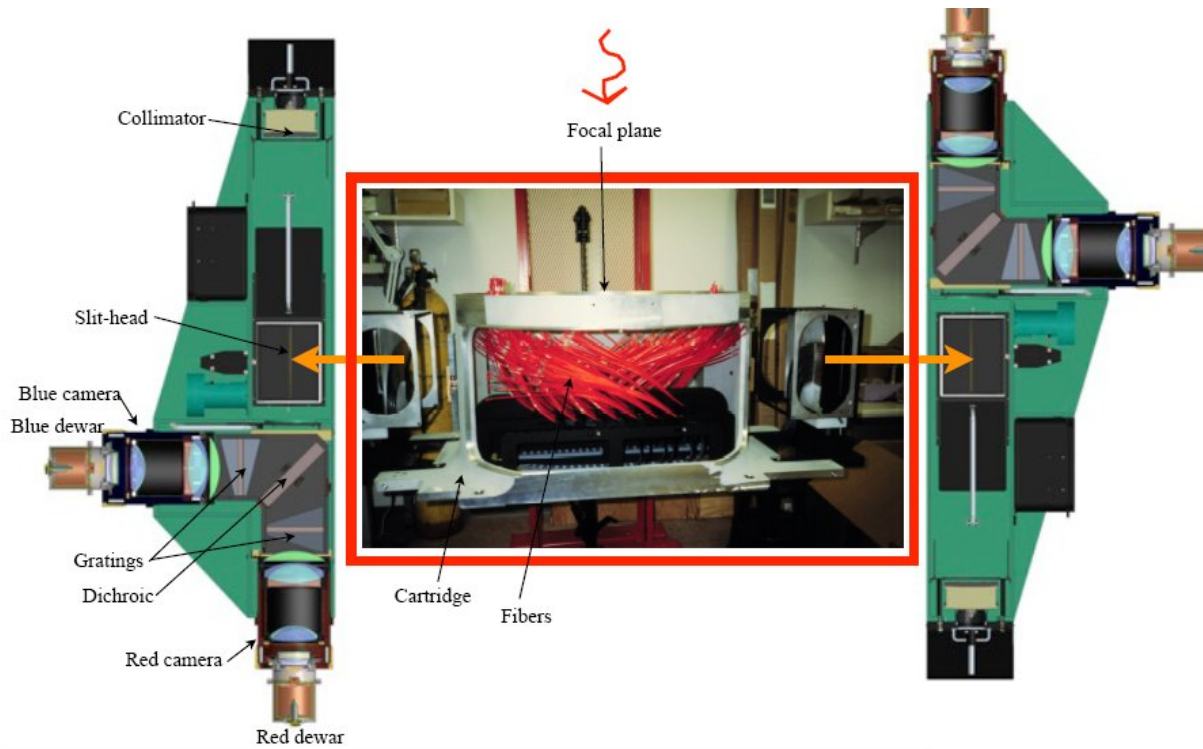 Focal plane
Collimator
Slit-head
Blue camera
Blue dewar
Gratings
Dichroic
Cartridge
Fibers
Red camera
Red dewar